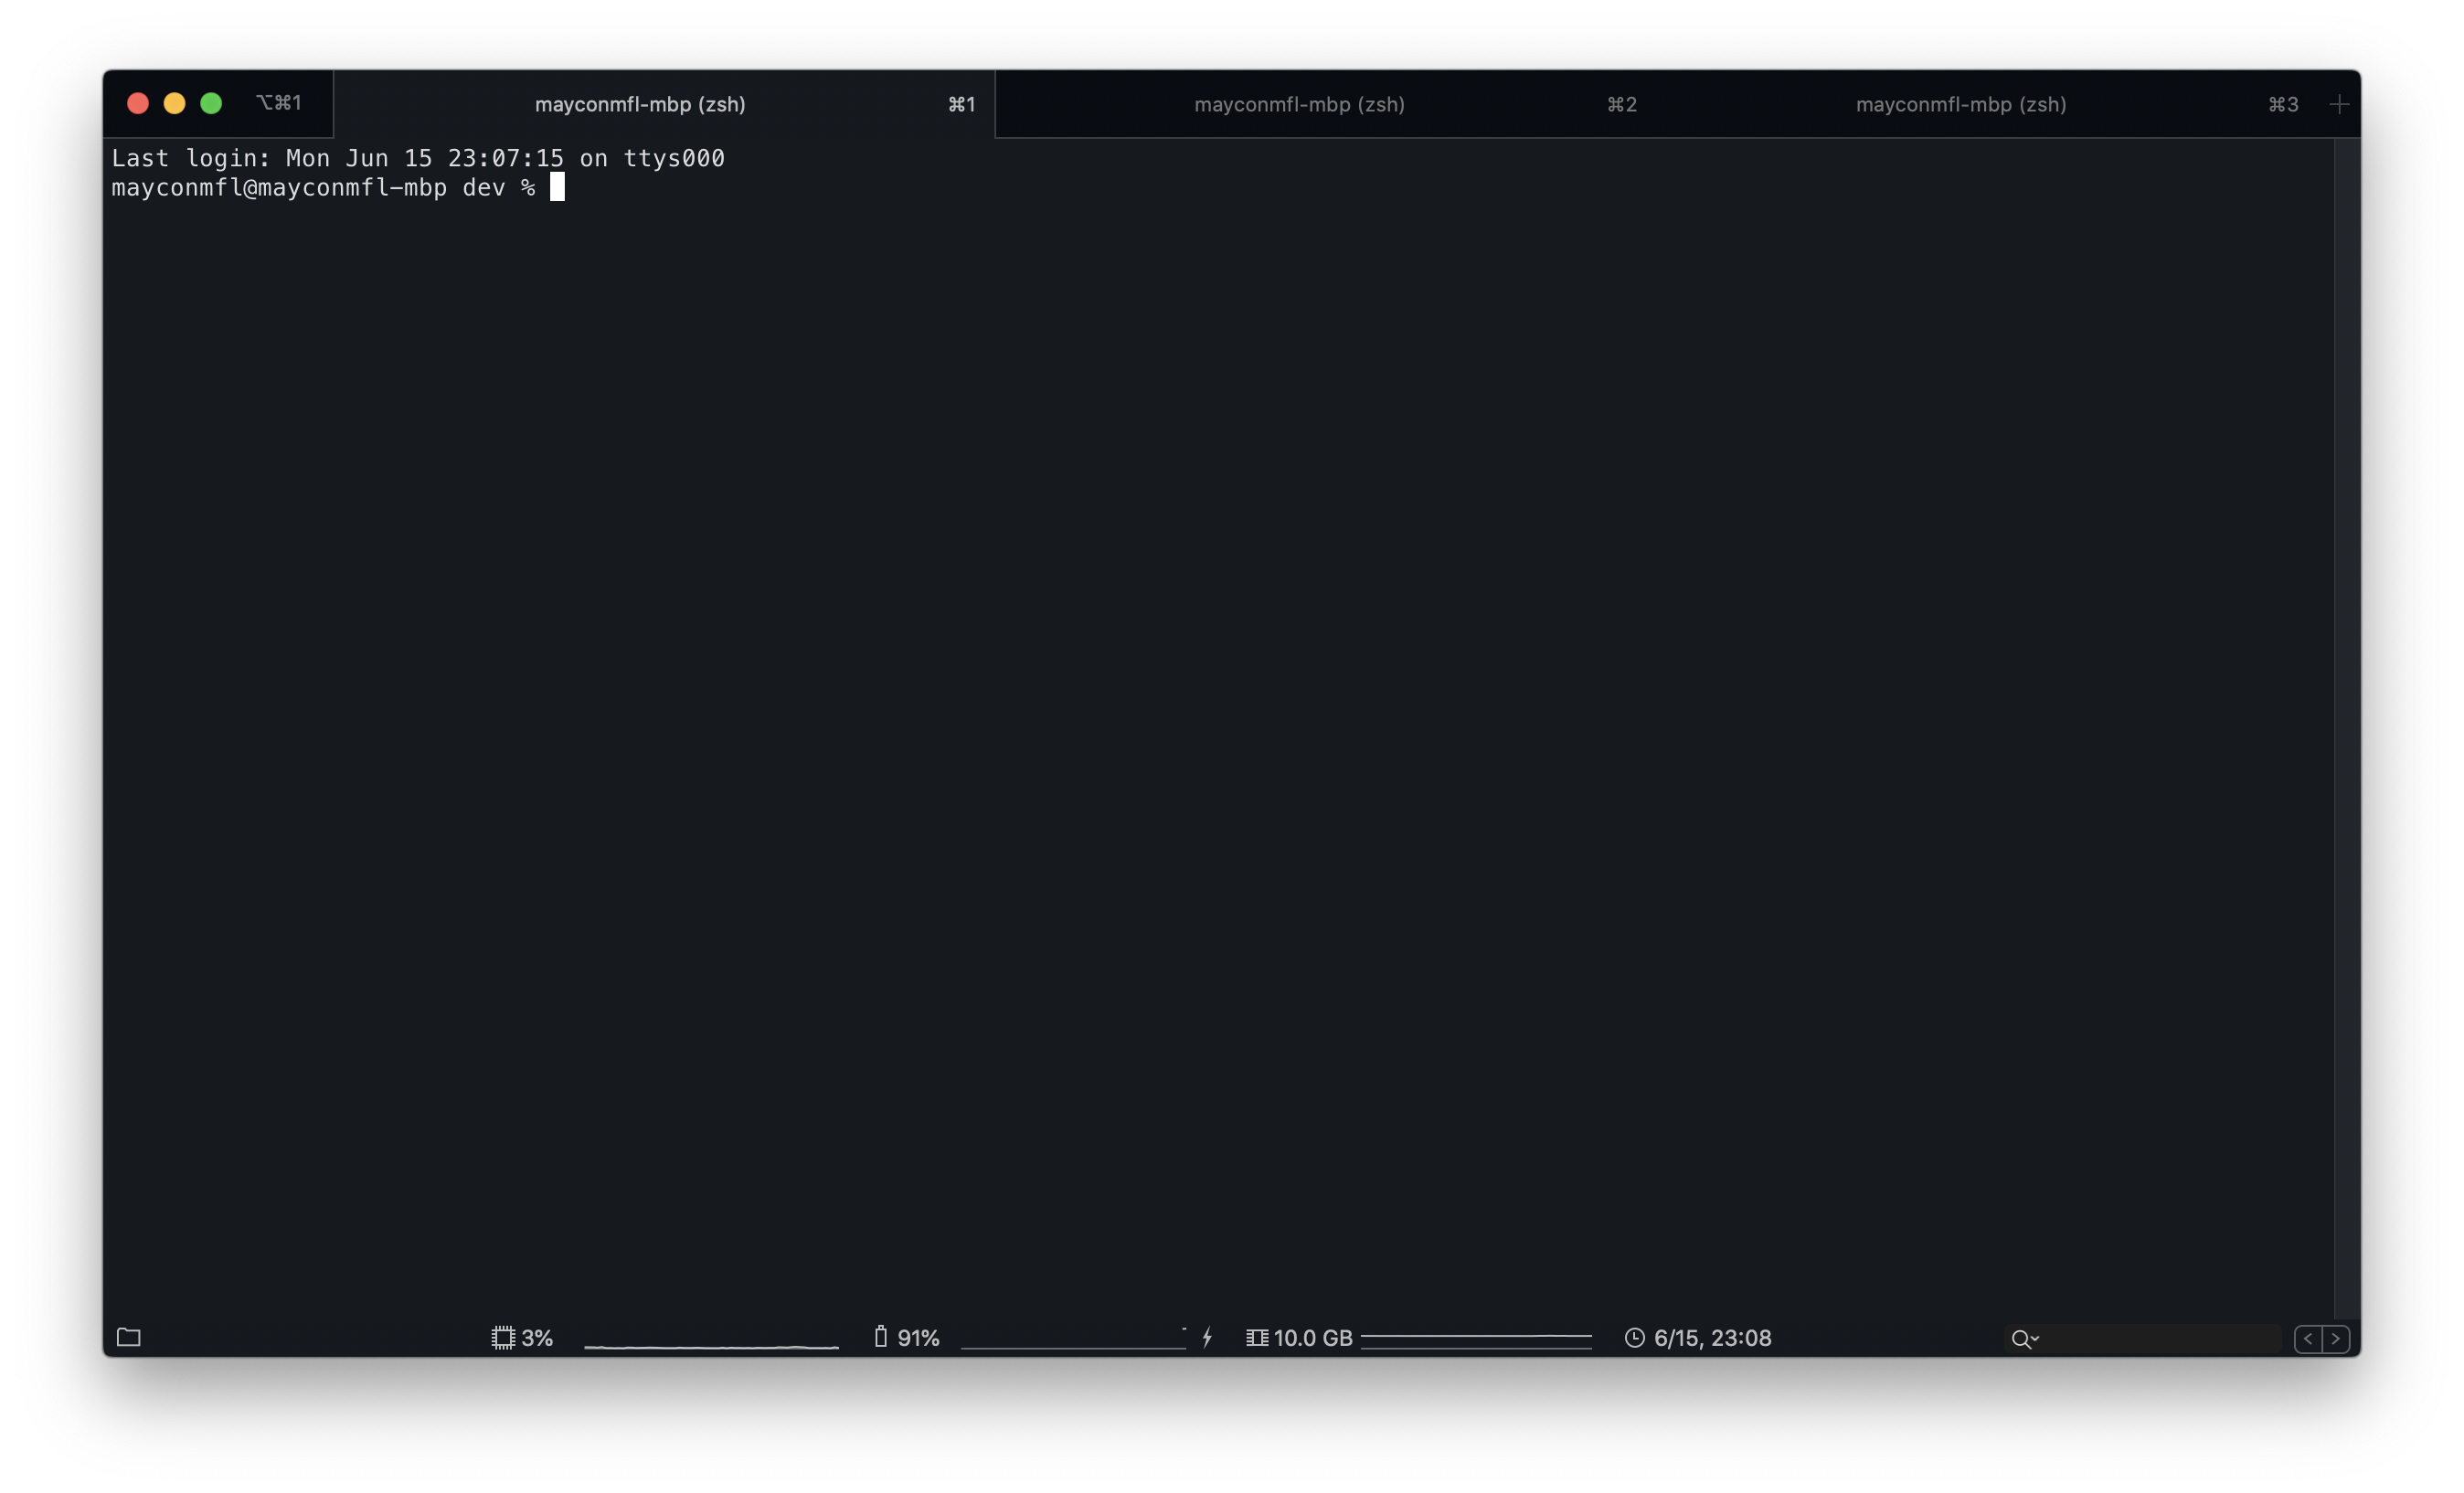 ⌥⌘1
mayconmfl-mbp (zsh) ⌘1
mayconmfl-mbp (zsh) ⌘2
mayconmfl-mbp (zsh) ⌘3
Last login: Mon Jun 15 23:07:15 on ttys000
mayconmfl@mayconmfl-mbp dev %
3%
91%
10.0 GB
6/15, 23:08